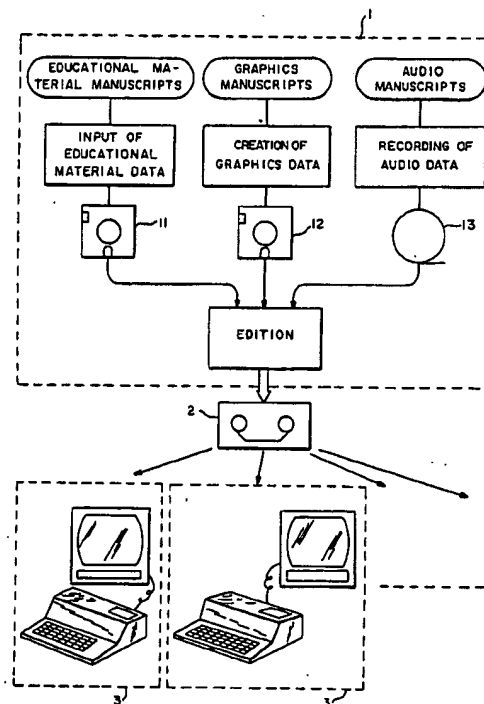 1
EDUCATIONAL MA-
TERIAL MANUSCRIPTS
GRAPHICS
MANUSCRIPTS
AUDIO
MANUSCRIPTS
INPUT OF
EDUCATIONAL
MATERIAL DATA
CREATION OF
GRAPHICS DATA
RECORDING OF
AUDIO DATA
11
12
13
EDITION
2
3
3